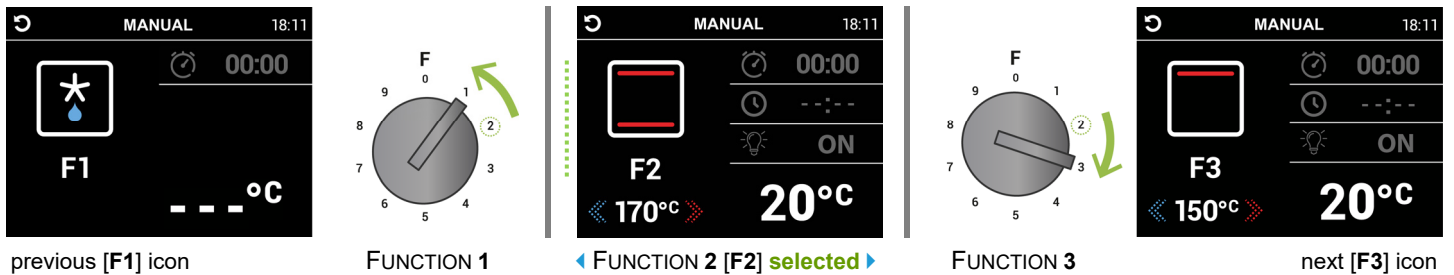 MANUAL 18:11
00:00
F1
_ _ _°C
F
0
1
2
3
4
5
6
7
8
9
MANUAL 18:11
00:00
--:--
ON
F2
170°C
20°C
F
0
1
2
3
4
5
6
7
8
9
MANUAL 18:11
00:00
--:--
ON
F3
150°C
20°C
previous [F1] icon
FUNCTION 1
FUNCTION 2 [F2] selected
FUNCTION 3
next [F3] icon